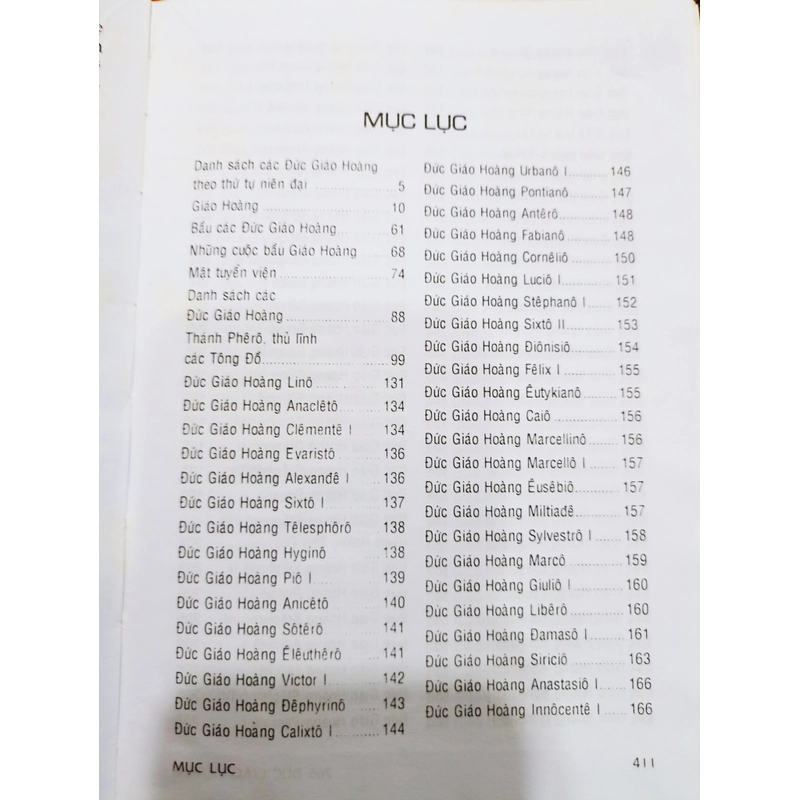 MỤC LỤC
Danh sách các Đức Giáo Hoàng
theo thứ tự niên đại ............... 5
Giáo Hoàng ............... 10
Bầu các Đức Giáo Hoàng ......... 61
Những cuộc bầu Giáo Hoàng ..... 68
Mật tuyển viện ............... 74
Danh sách các
Đức Giáo Hoàng ............... 88
Thánh Phêrô, thủ lĩnh
các Tông Đồ ............... 99
Đức Giáo Hoàng Linô ............ 131
Đức Giáo Hoàng Anaclêtô ........ 134
Đức Giáo Hoàng Clêmentê I ...... 134
Đức Giáo Hoàng Evaristô ........ 136
Đức Giáo Hoàng Alexanđê I ...... 136
Đức Giáo Hoàng Sixtô I ......... 137
Đức Giáo Hoàng Têlesphôrô ...... 138
Đức Giáo Hoàng Hyginô .......... 138
Đức Giáo Hoàng Piô I ........... 139
Đức Giáo Hoàng Anicêtô ......... 140
Đức Giáo Hoàng Sôtêrô .......... 141
Đức Giáo Hoàng Êlêuthêrô ....... 141
Đức Giáo Hoàng Victor I ........ 142
Đức Giáo Hoàng Đêphyrinô ....... 143
Đức Giáo Hoàng Calixtô I ....... 144
Đức Giáo Hoàng Urbanô I ........ 146
Đức Giáo Hoàng Pontianô ........ 147
Đức Giáo Hoàng Antêrô .......... 148
Đức Giáo Hoàng Fabianô ......... 148
Đức Giáo Hoàng Cornêliô ........ 150
Đức Giáo Hoàng Luciô I ......... 151
Đức Giáo Hoàng Stêphanô I ...... 152
Đức Giáo Hoàng Sixtô II ........ 153
Đức Giáo Hoàng Điônisiô ........ 154
Đức Giáo Hoàng Fêlix I ......... 155
Đức Giáo Hoàng Êutykianô ....... 155
Đức Giáo Hoàng Caiô ............ 156
Đức Giáo Hoàng Marcellinô ...... 156
Đức Giáo Hoàng Marcellô I ...... 157
Đức Giáo Hoàng Êusêbiô ......... 157
Đức Giáo Hoàng Miltiađê ........ 157
Đức Giáo Hoàng Sylvestrô I ..... 158
Đức Giáo Hoàng Marcô ........... 159
Đức Giáo Hoàng Giuliô I ........ 160
Đức Giáo Hoàng Libêrô .......... 160
Đức Giáo Hoàng Đamasô I ........ 161
Đức Giáo Hoàng Siriciô ......... 163
Đức Giáo Hoàng Anastasiô I ..... 166
Đức Giáo Hoàng Innôcentê I ..... 166
MỤC LỤC
411